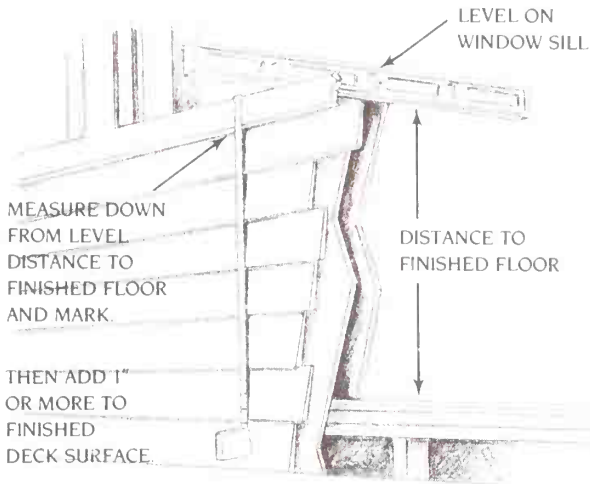 LEVEL ON
WINDOW SILL
MEASURE DOWN
FROM LEVEL
DISTANCE TO
FINISHED FLOOR
AND MARK.
DISTANCE TO
FINISHED FLOOR
THEN ADD 1"
OR MORE TO
FINISHED
DECK SURFACE.